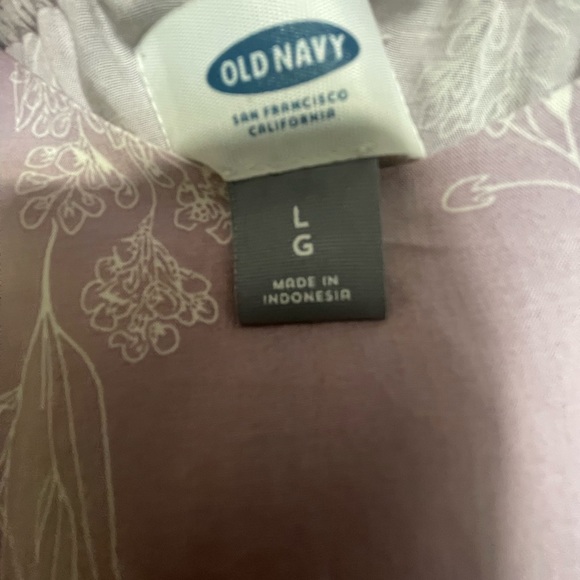 OLD NAVY
SAN FRANCISCO
CALIFORNIA
L
G
MADE IN
INDONESIA